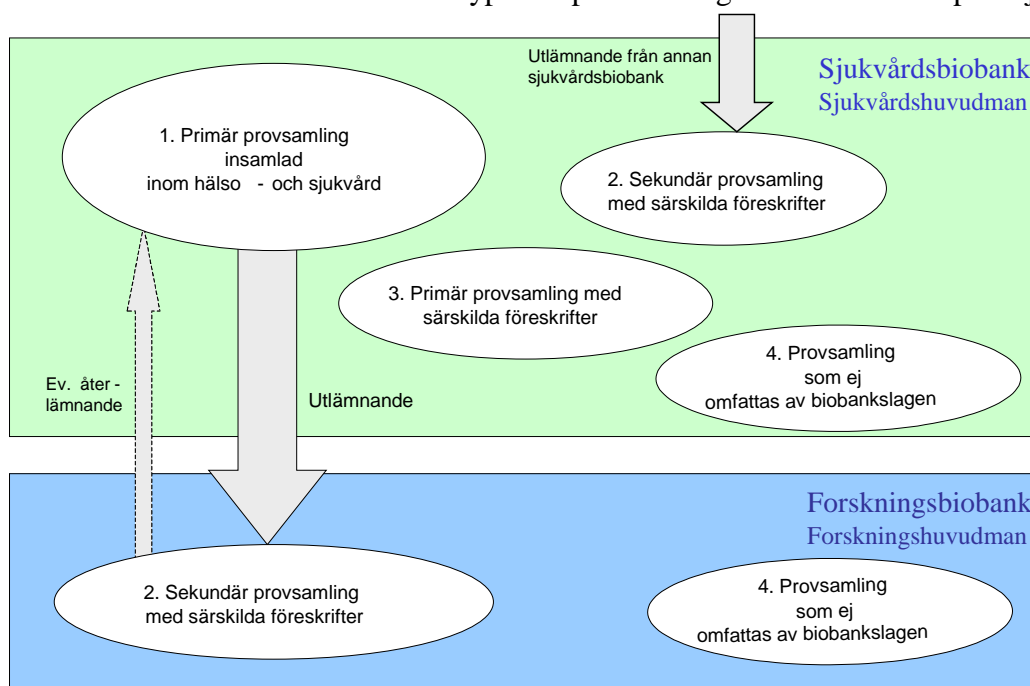 Utlämnande från annan
sjukvårdsbiobank
Sjukvårdsbiobank
Sjukvårdshuvudman
1. Primär provsamling
insamlad
inom hälso - och sjukvård
2. Sekundär provsamling
med särskilda föreskrifter
3. Primär provsamling med
särskilda föreskrifter
4. Provsamling
som ej
omfattas av biobankslagen
Ev. åter -
lämnande
Utlämnande
Forskningsbiobank
Forskningshuvudman
2. Sekundär provsamling
med särskilda föreskrifter
4. Provsamling
som ej
omfattas av biobankslagen